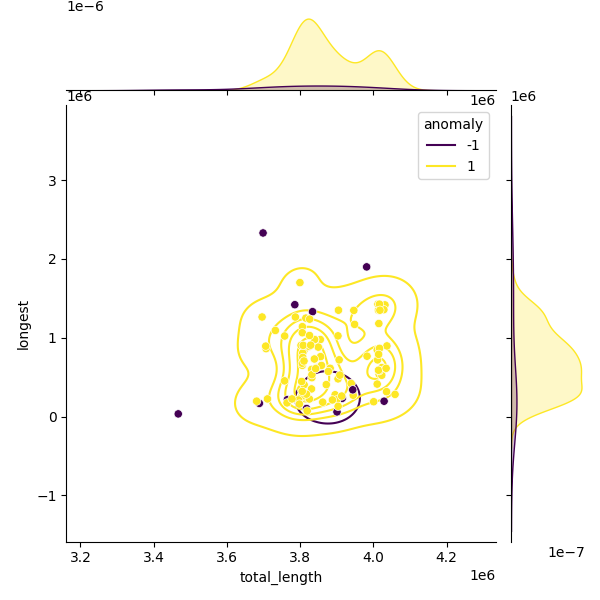 1e−6
1e6
1e6
1e6
anomaly
-1
1
3
2
1
0
−1
longest
3.2
3.4
3.6
3.8
4.0
4.2
total_length
1e6
1e−7